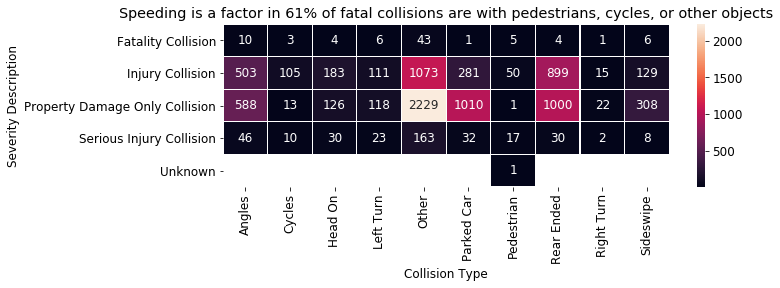 Speeding is a factor in 61% of fatal collisions are with pedestrians, cycles, or other objects
Severity Description
Fatality Collision 10 3 4 6 43 1 5 4 1 6
Injury Collision 503 105 183 111 1073 281 50 899 15 129
Property Damage Only Collision 588 13 126 118 2229 1010 1 1000 22 308
Serious Injury Collision 46 10 30 23 163 32 17 30 2 8
Unknown 1
Angles Cycles Head On Left Turn Other Parked Car Pedestrian Rear Ended Right Turn Sideswipe
Collision Type
2000
1500
1000
500